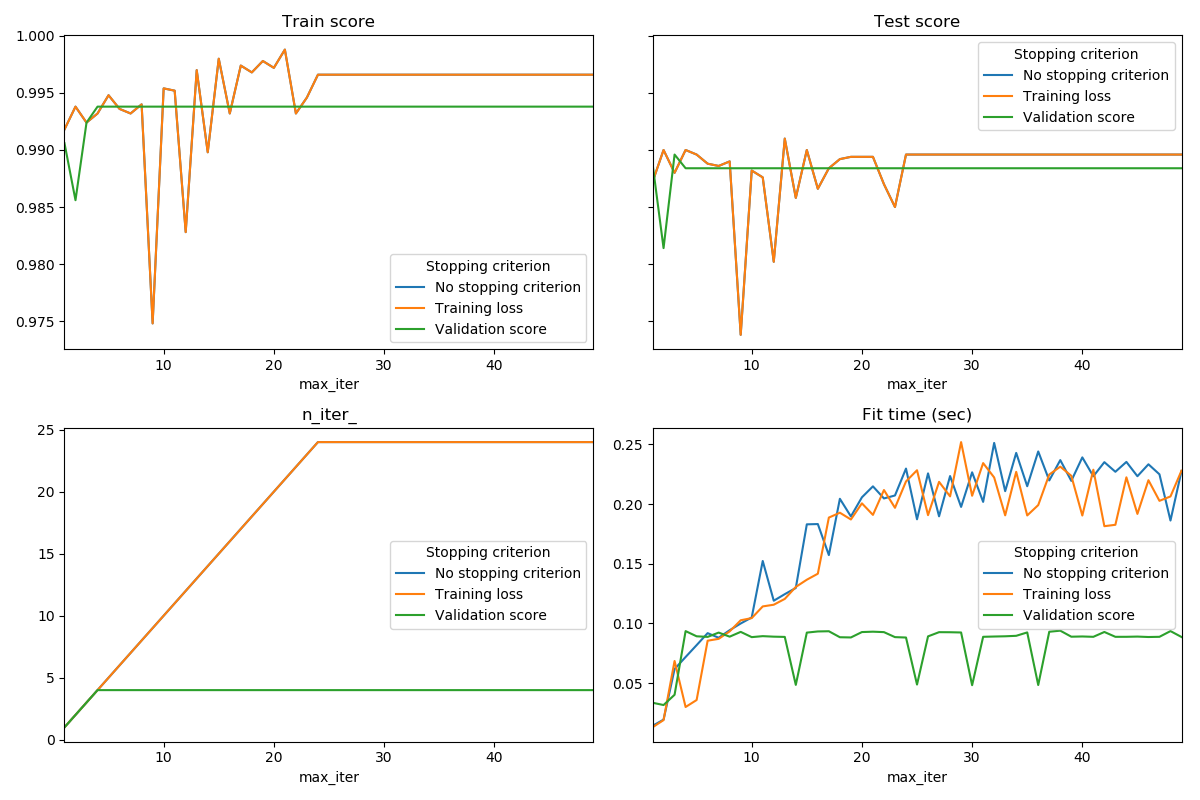 Train score
1.000
0.995
0.990
0.985
0.980
0.975
Stopping criterion
No stopping criterion
Training loss
Validation score
10
20
30
40
max_iter
Test score
Stopping criterion
No stopping criterion
Training loss
Validation score
10
20
30
40
max_iter
n_iter_
25
20
15
10
5
0
Stopping criterion
No stopping criterion
Training loss
Validation score
10
20
30
40
max_iter
Fit time (sec)
0.25
0.20
0.15
0.10
0.05
Stopping criterion
No stopping criterion
Training loss
Validation score
10
20
30
40
max_iter